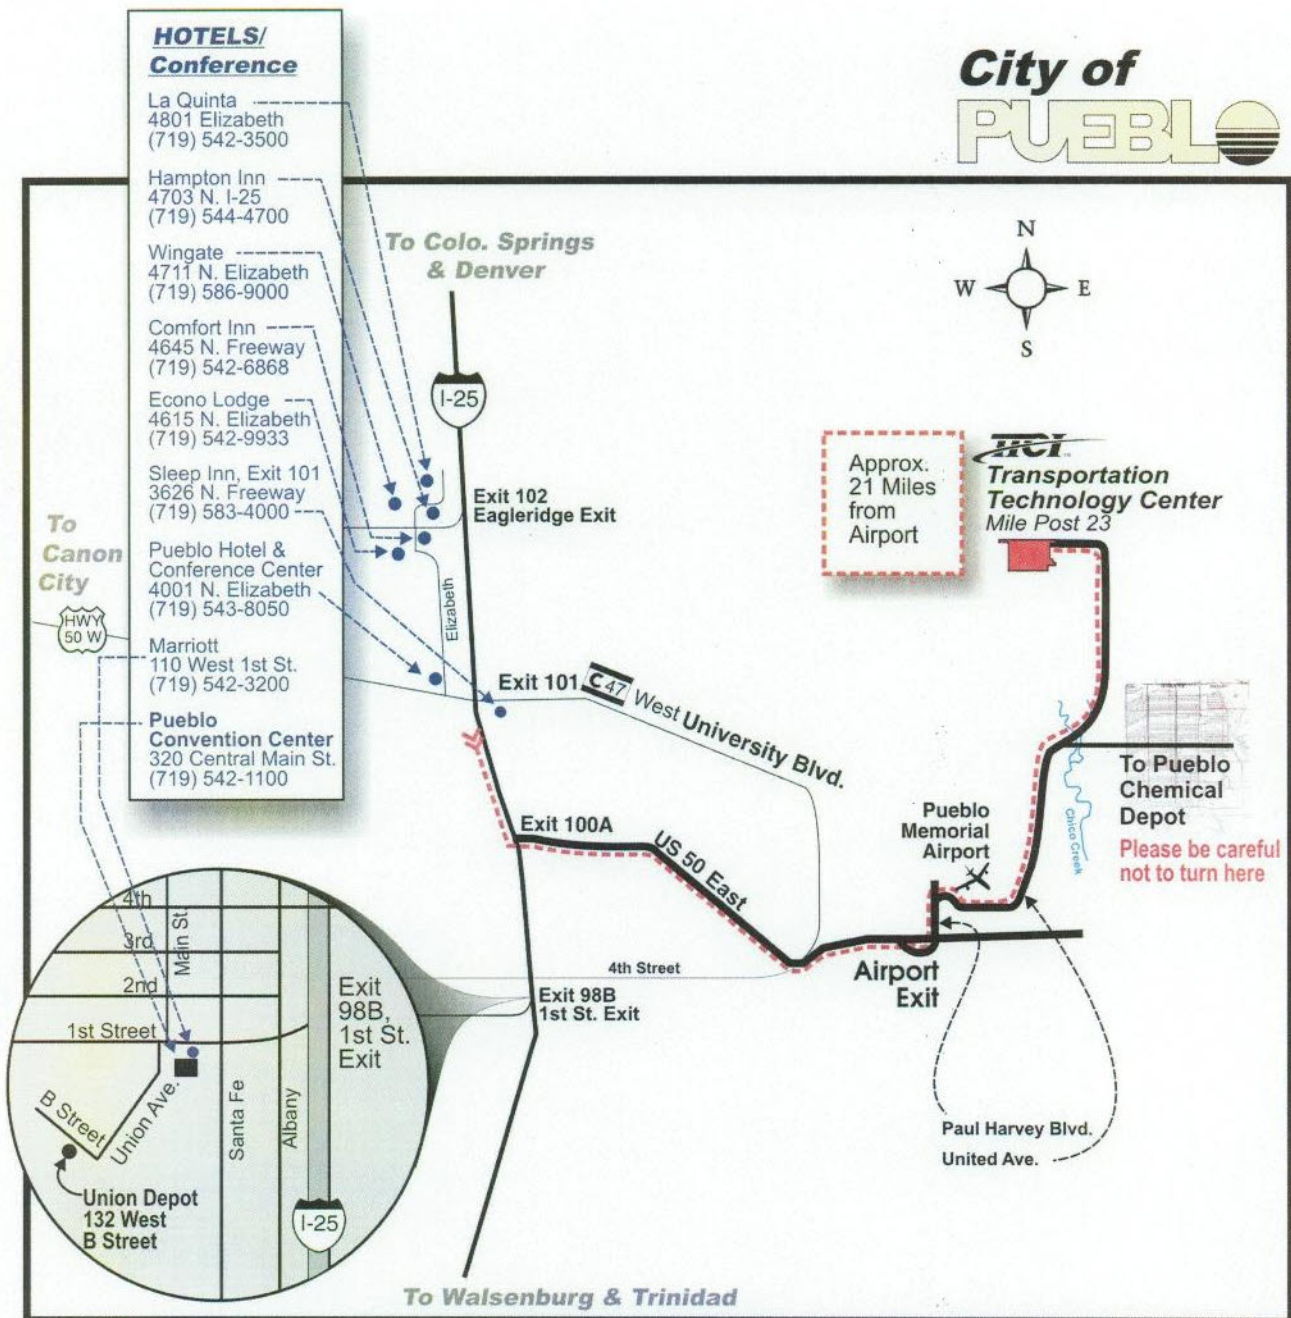 HOTELS/
Conference
La Quinta
4801 Elizabeth
(719) 542-3500
Hampton Inn
4703 N. I-25
(719) 544-4700
Wingate
4711 N. Elizabeth
(719) 586-9000
Comfort Inn
4645 N. Freeway
(719) 542-6868
Econo Lodge
4615 N. Elizabeth
(719) 542-9933
Sleep Inn, Exit 101
3626 N. Freeway
(719) 583-4000
Pueblo Hotel &
Conference Center
4001 N. Elizabeth
(719) 543-8050
Marriott
110 West 1st St.
(719) 542-3200
Pueblo
Convention Center
320 Central Main St.
(719) 542-1100
City of
PUEBLO
To Colo. Springs
& Denver
N
W
E
S
I-25
Approx.
21 Miles
from
Airport
TTCI
Transportation
Technology Center
Mile Post 23
Exit 102
Eagleridge Exit
To
Canon
City
HWY
50 W
Elizabeth
Exit 101
C 47
West University Blvd.
To Pueblo
Chemical
Depot
Please be careful
not to turn here
Chico Creek
Pueblo
Memorial
Airport
Exit 100A
US 50 East
4th Street
Airport
Exit
Exit 98B
1st St. Exit
4th
3rd
2nd
1st Street
Main St.
Exit
98B,
1st St.
Exit
B Street
Union Ave.
Santa Fe
Albany
Union Depot
132 West
B Street
I-25
Paul Harvey Blvd.
United Ave.
To Walsenburg & Trinidad